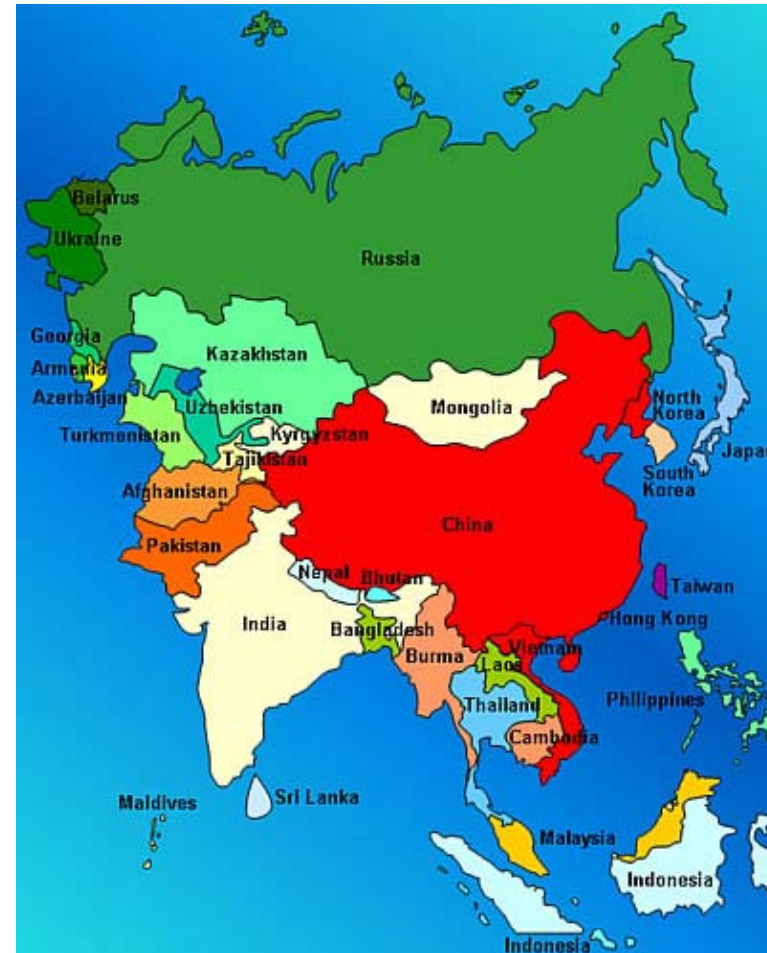 Belarus
Ukraine
Russia
Georgia
Kazakhstan
Armenia
Azerbaijan
Uzbekistan
Mongolia
North
Korea
Turkmenistan
Kyrgyzstan
Japa
Tajikistan
South
Korea
Afghanistan
China
Pakistan
Nepal
Bhutan
Taiwan
India
Bangladesh
Hong Kong
Burma
Vietnam
Laos
Thailand
Philippines
Cambodia
Maldives
Sri Lanka
Malaysia
Indonesia
Indonesia